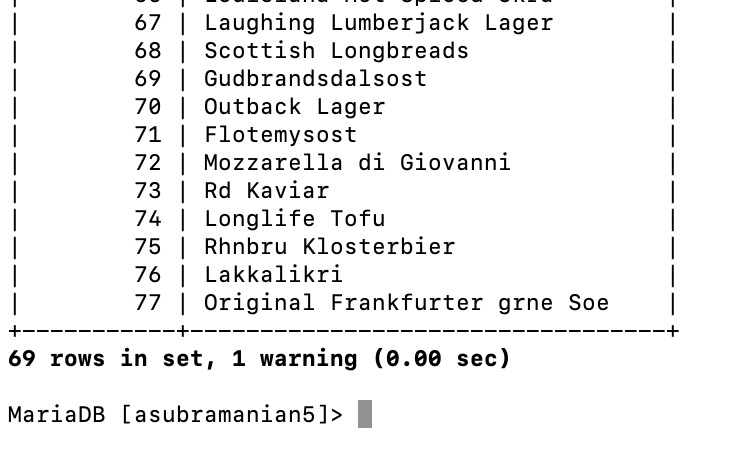 | 67 | Laughing Lumberjack Lager |
| 68 | Scottish Longbreads |
| 69 | Gudbrandsdalsost |
| 70 | Outback Lager |
| 71 | Flotemysost |
| 72 | Mozzarella di Giovanni |
| 73 | Rd Kaviar |
| 74 | Longlife Tofu |
| 75 | Rhnbru Klosterbier |
| 76 | Lakkalikri |
| 77 | Original Frankfurter grne Soe |
+------------+-----------------------------------+
69 rows in set, 1 warning (0.00 sec)
MariaDB [asubramanian5]>